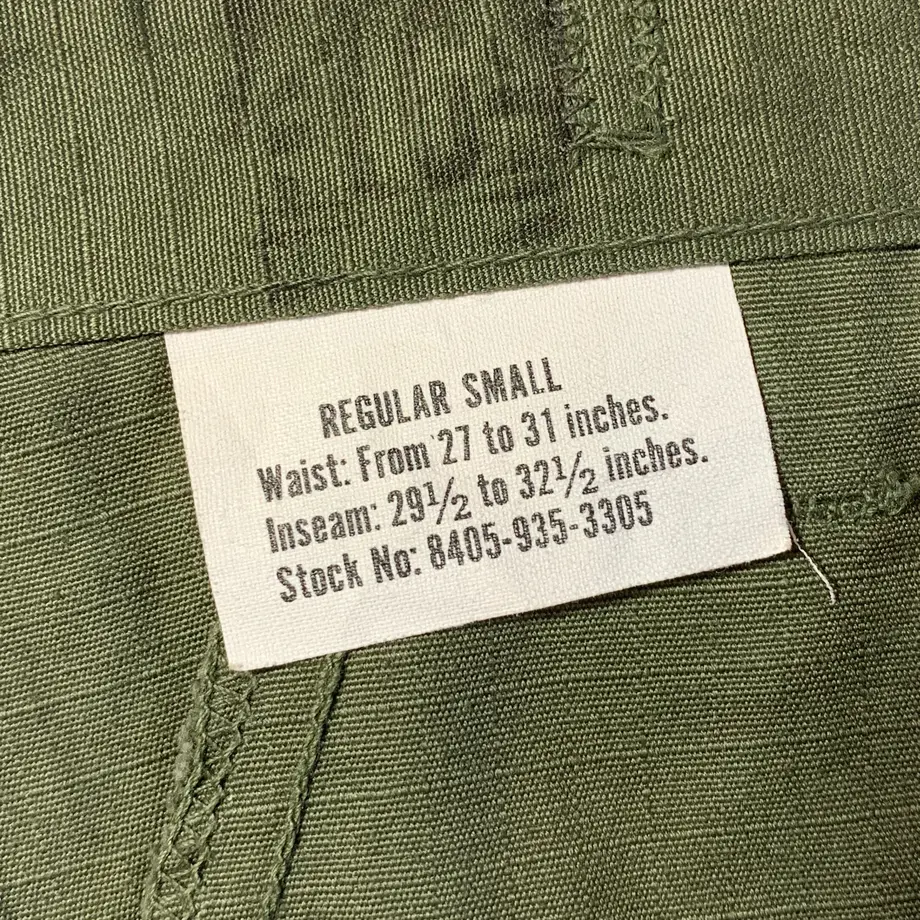 REGULAR SMALL
Waist: From 27 to 31 inches.
Inseam: 29½ to 32½ inches.
Stock No: 8405-935-3305